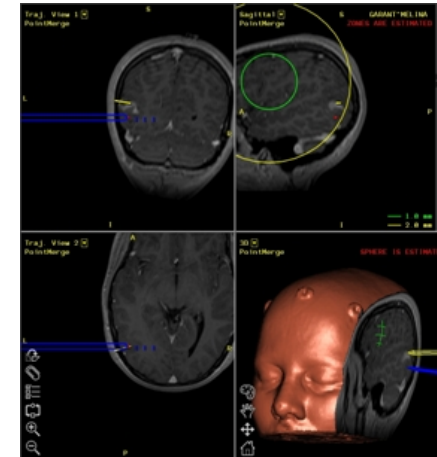 Traj. View 1
PointMerge
S
L
R
I
Sagittal
PointMerge
S
GARANT^MELINA
ZONES ARE ESTIMATED
A
P
I
1.0 mm
2.0 mm
Traj. View 2
PointMerge
A
L
R
P
3D
PointMerge
SPHERE IS ESTIMAT